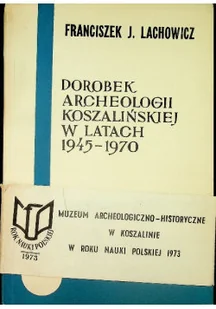 FRANCISZEK J. LACHOWICZ
DOROBEK
ARCHEOLOGII
KOSZALIŃSKIEJ
W LATACH
1945-1970
MUZEUM ARCHEOLOGICZNO-HISTORYCZNE
W KOSZALINIE
W ROKU NAUKI POLSKIEJ 1973
ROK NAUKI POLSKIEJ
1973